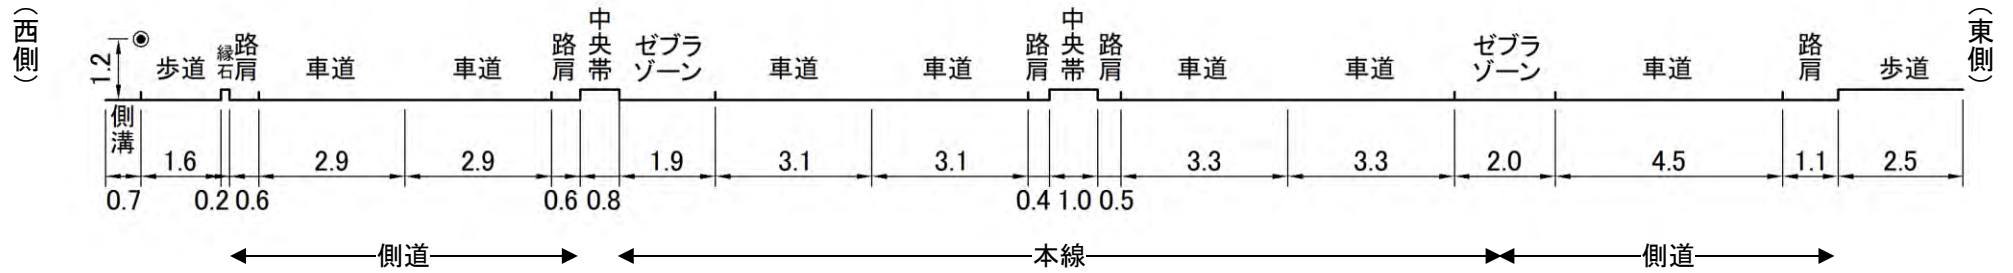 （西側）
（東側）
1.2
歩道
縁石
路肩
車道
車道
路肩
中央帯
ゼブラ
ゾーン
車道
車道
路肩
中央帯
路肩
車道
車道
ゼブラ
ゾーン
車道
路肩
歩道
側溝
1.6
2.9
2.9
1.9
3.1
3.1
3.3
3.3
2.0
4.5
1.1
2.5
0.7
0.2
0.6
0.6
0.8
0.4
1.0
0.5
側道
本線
側道